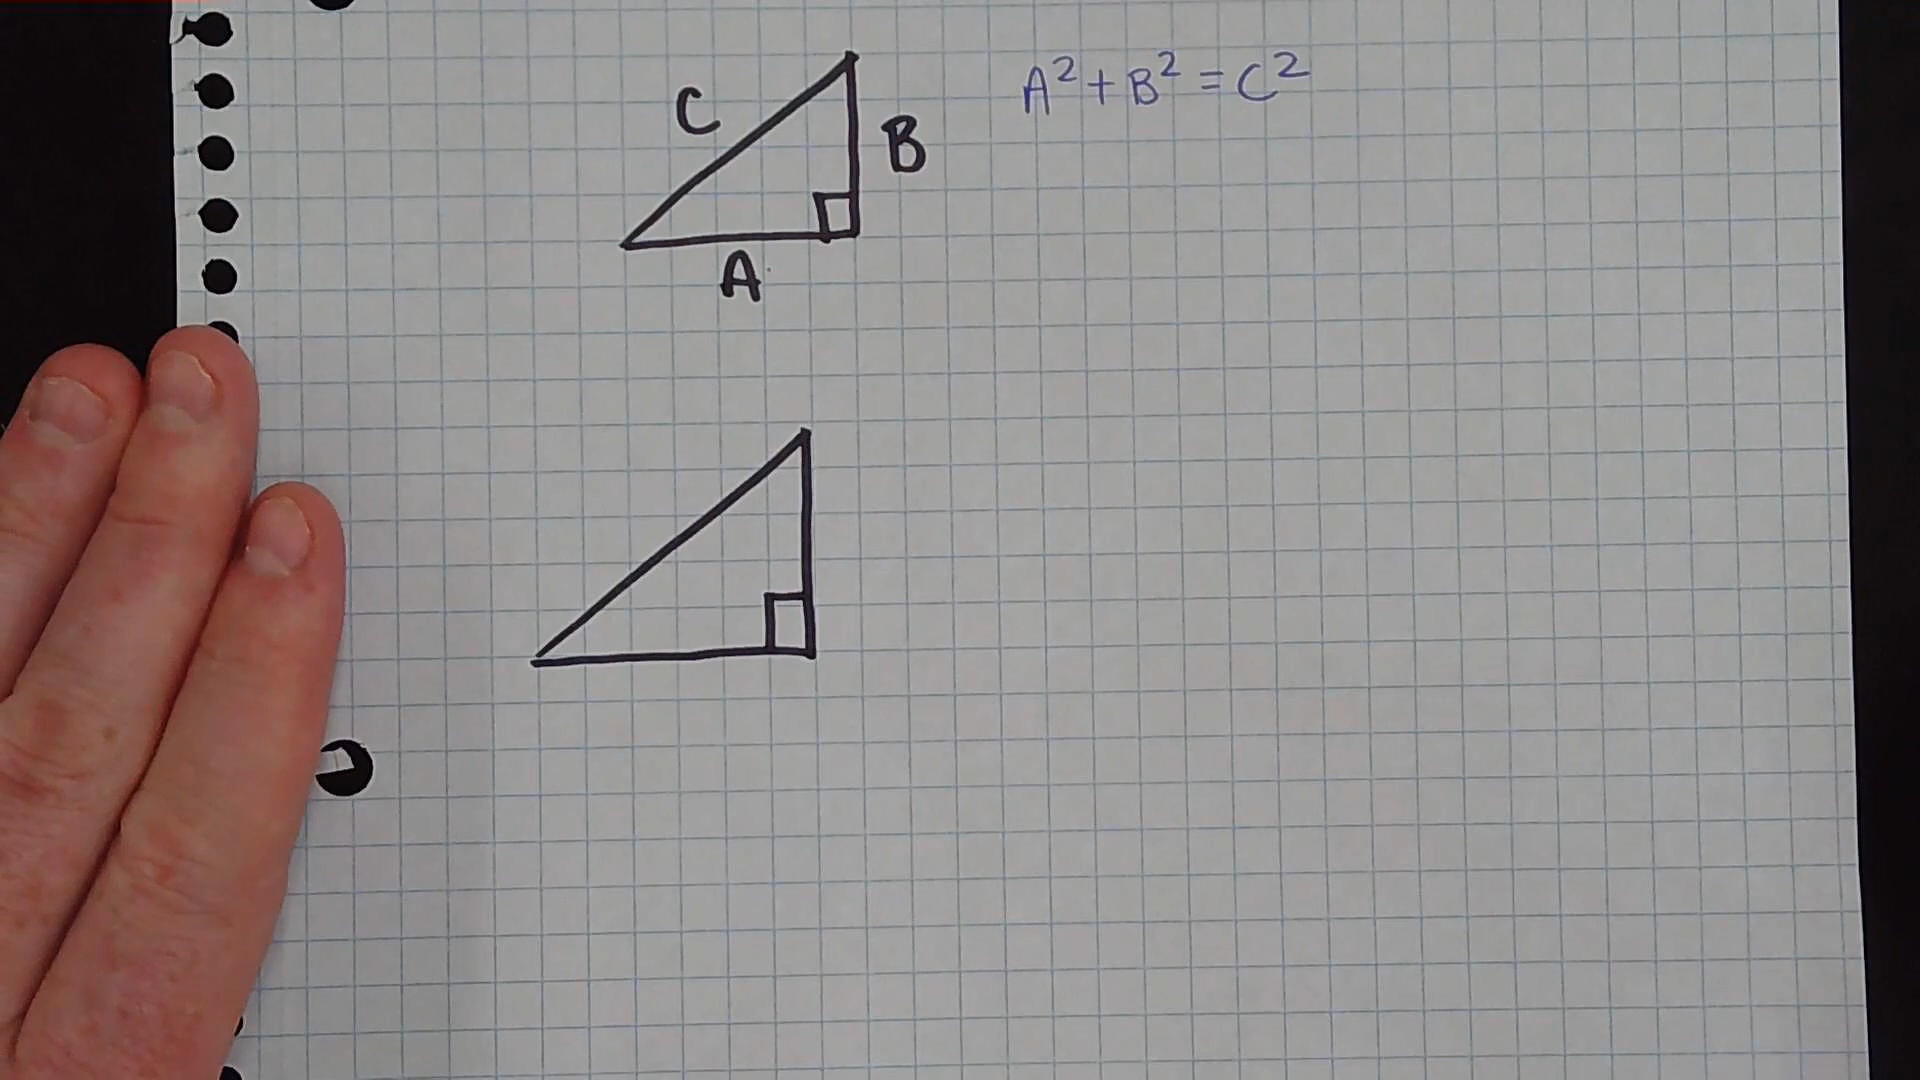 A² + B² = C²
C
B
A